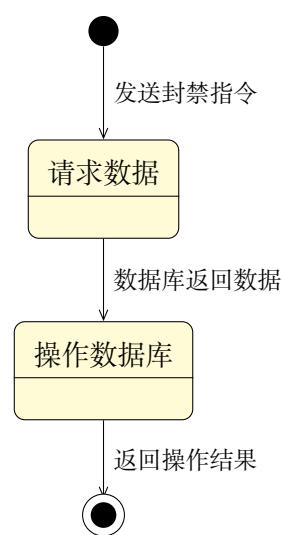 发送封禁指令
请求数据
数据库返回数据
操作数据库
返回操作结果